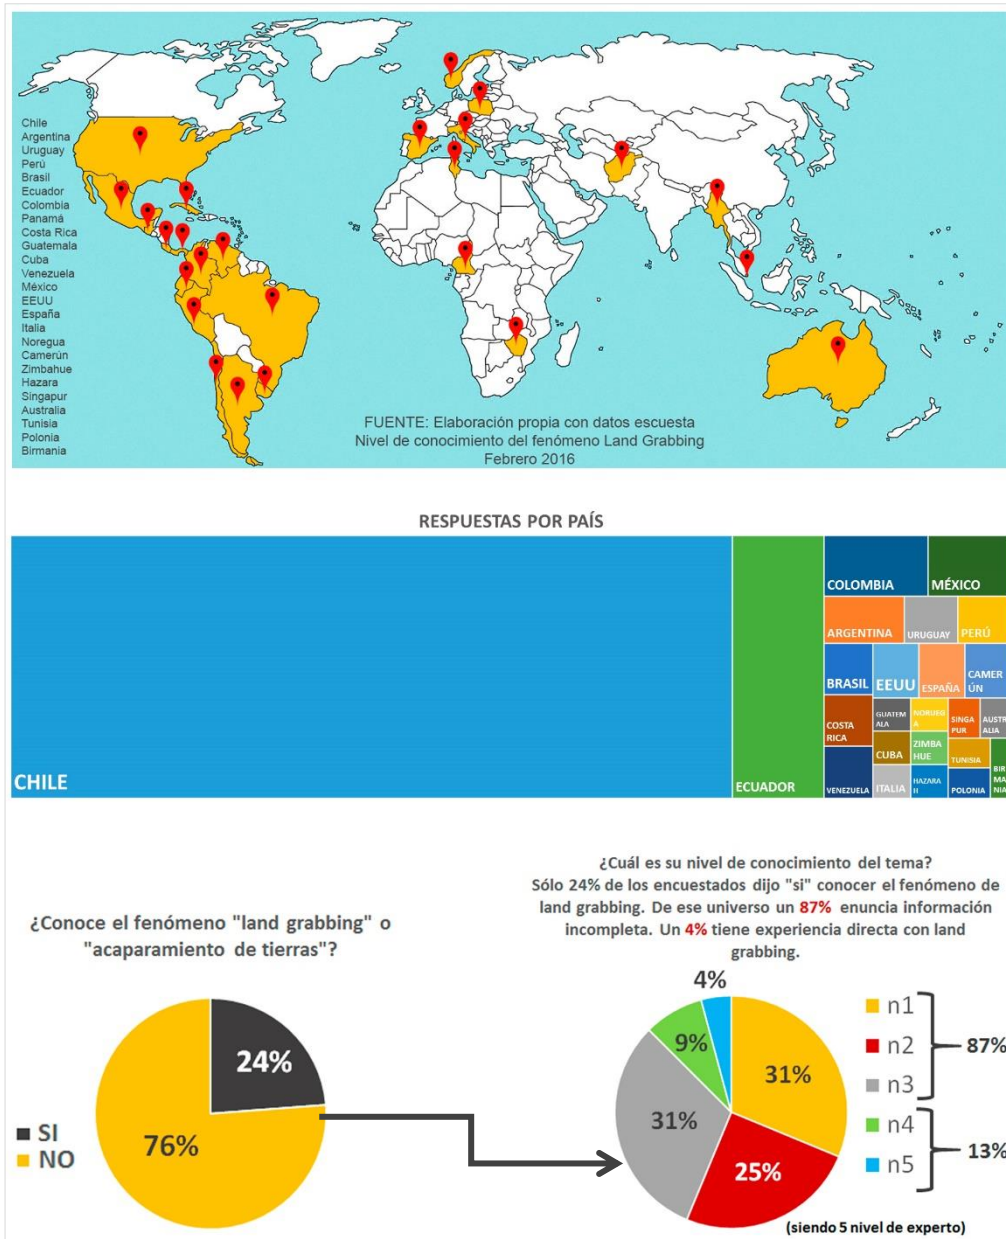 Chile
Argentina
Uruguay
Perú
Brasil
Ecuador
Colombia
Panamá
Costa Rica
Guatemala
Cuba
Venezuela
México
EEUU
España
Italia
Noregua
Camerún
Zimbahue
Hazara
Singapur
Australia
Tunisia
Polonia
Birmania
FUENTE: Elaboración propia con datos escuesta
Nivel de conocimiento del fenómeno Land Grabbing
Febrero 2016
RESPUESTAS POR PAÍS
CHILE
ECUADOR
COLOMBIA
MÉXICO
ARGENTINA
URUGUAY
PERÚ
BRASIL
EEUU
ESPAÑA
CAMER
ÚN
COSTA
RICA
GUATEM
ALA
NORUEG
A
SINGA
PUR
AUSTR
ALIA
CUBA
ZIMBA
HUE
TUNISIA
BIR
MA
NIA
VENEZUELA
ITALIA
HAZARA
H
POLONIA
¿Conoce el fenómeno "land grabbing" o
"acaparamiento de tierras"?
24%
76%
SI
NO
¿Cuál es su nivel de conocimiento del tema?
Sólo 24% de los encuestados dijo "si" conocer el fenómeno de
land grabbing. De ese universo un 87% enuncia información
incompleta. Un 4% tiene experiencia directa con land
grabbing.
4%
9%
31%
31%
25%
n1
n2
n3
n4
n5
87%
13%
(siendo 5 nivel de experto)